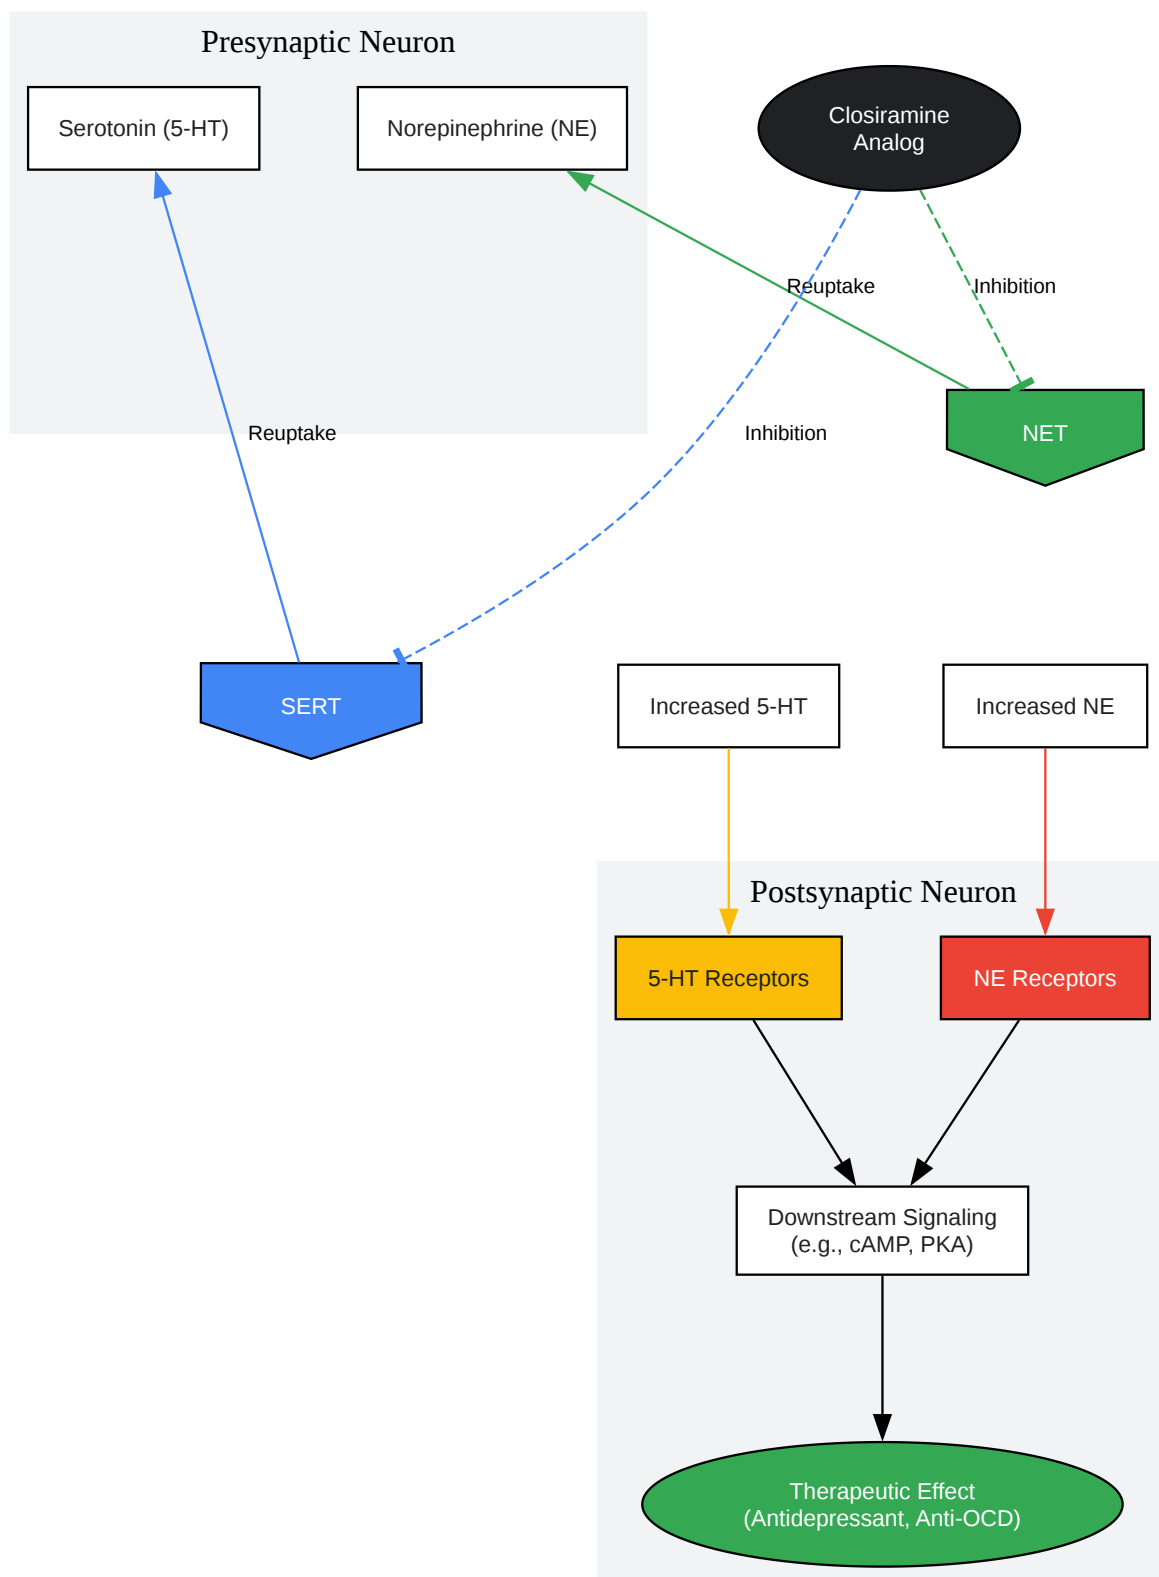 Presynaptic Neuron
Serotonin (5-HT)
Norepinephrine (NE)
Closiramine
Analog
Reuptake
Inhibition
Reuptake
Inhibition
NET
SERT
Increased 5-HT
Increased NE
Postsynaptic Neuron
5-HT Receptors
NE Receptors
Downstream Signaling
(e.g., cAMP, PKA)
Therapeutic Effect
(Antidepressant, Anti-OCD)